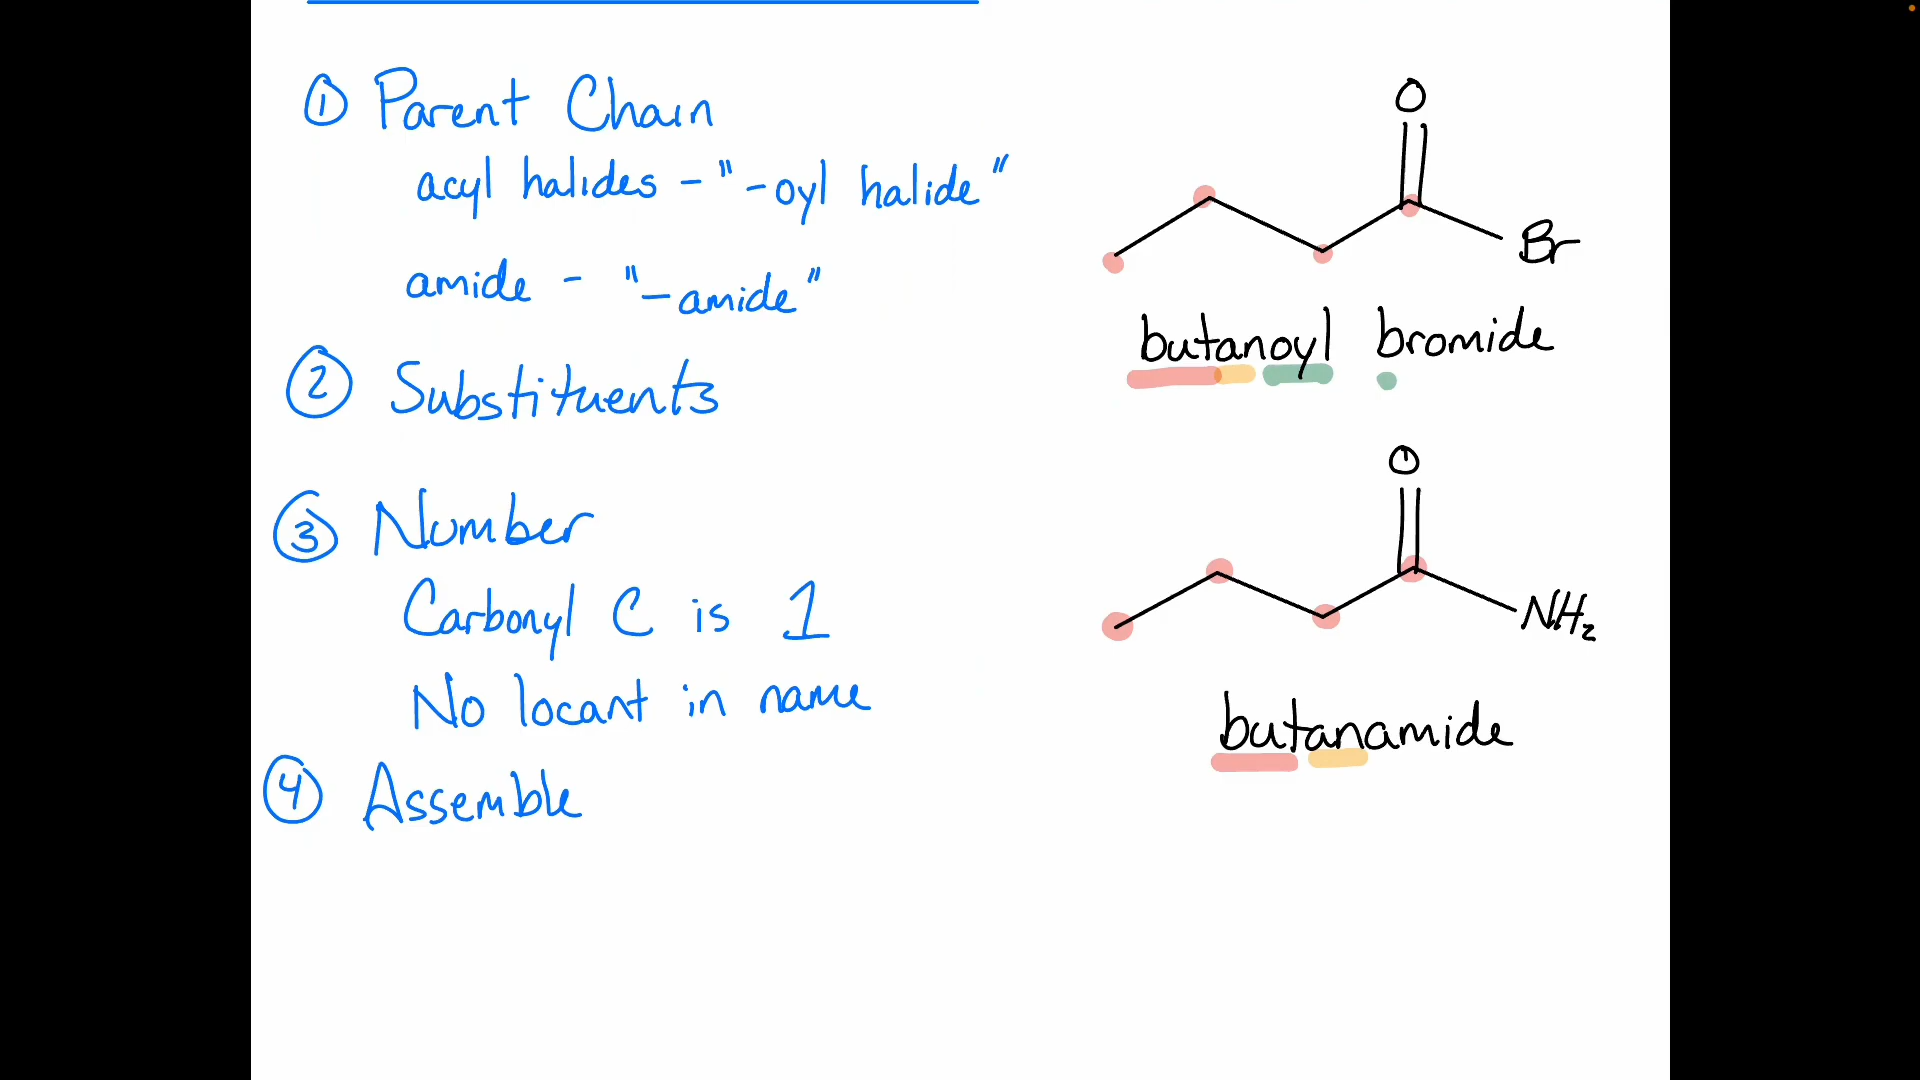 ① Parent Chain
acyl halides - "-oyl halide"
amide - "-amide"
② Substituents
③ Number
Carbonyl C is 1
No locant in name
④ Assemble
O
Br
butanoyl bromide
O
NH₂
butanamide